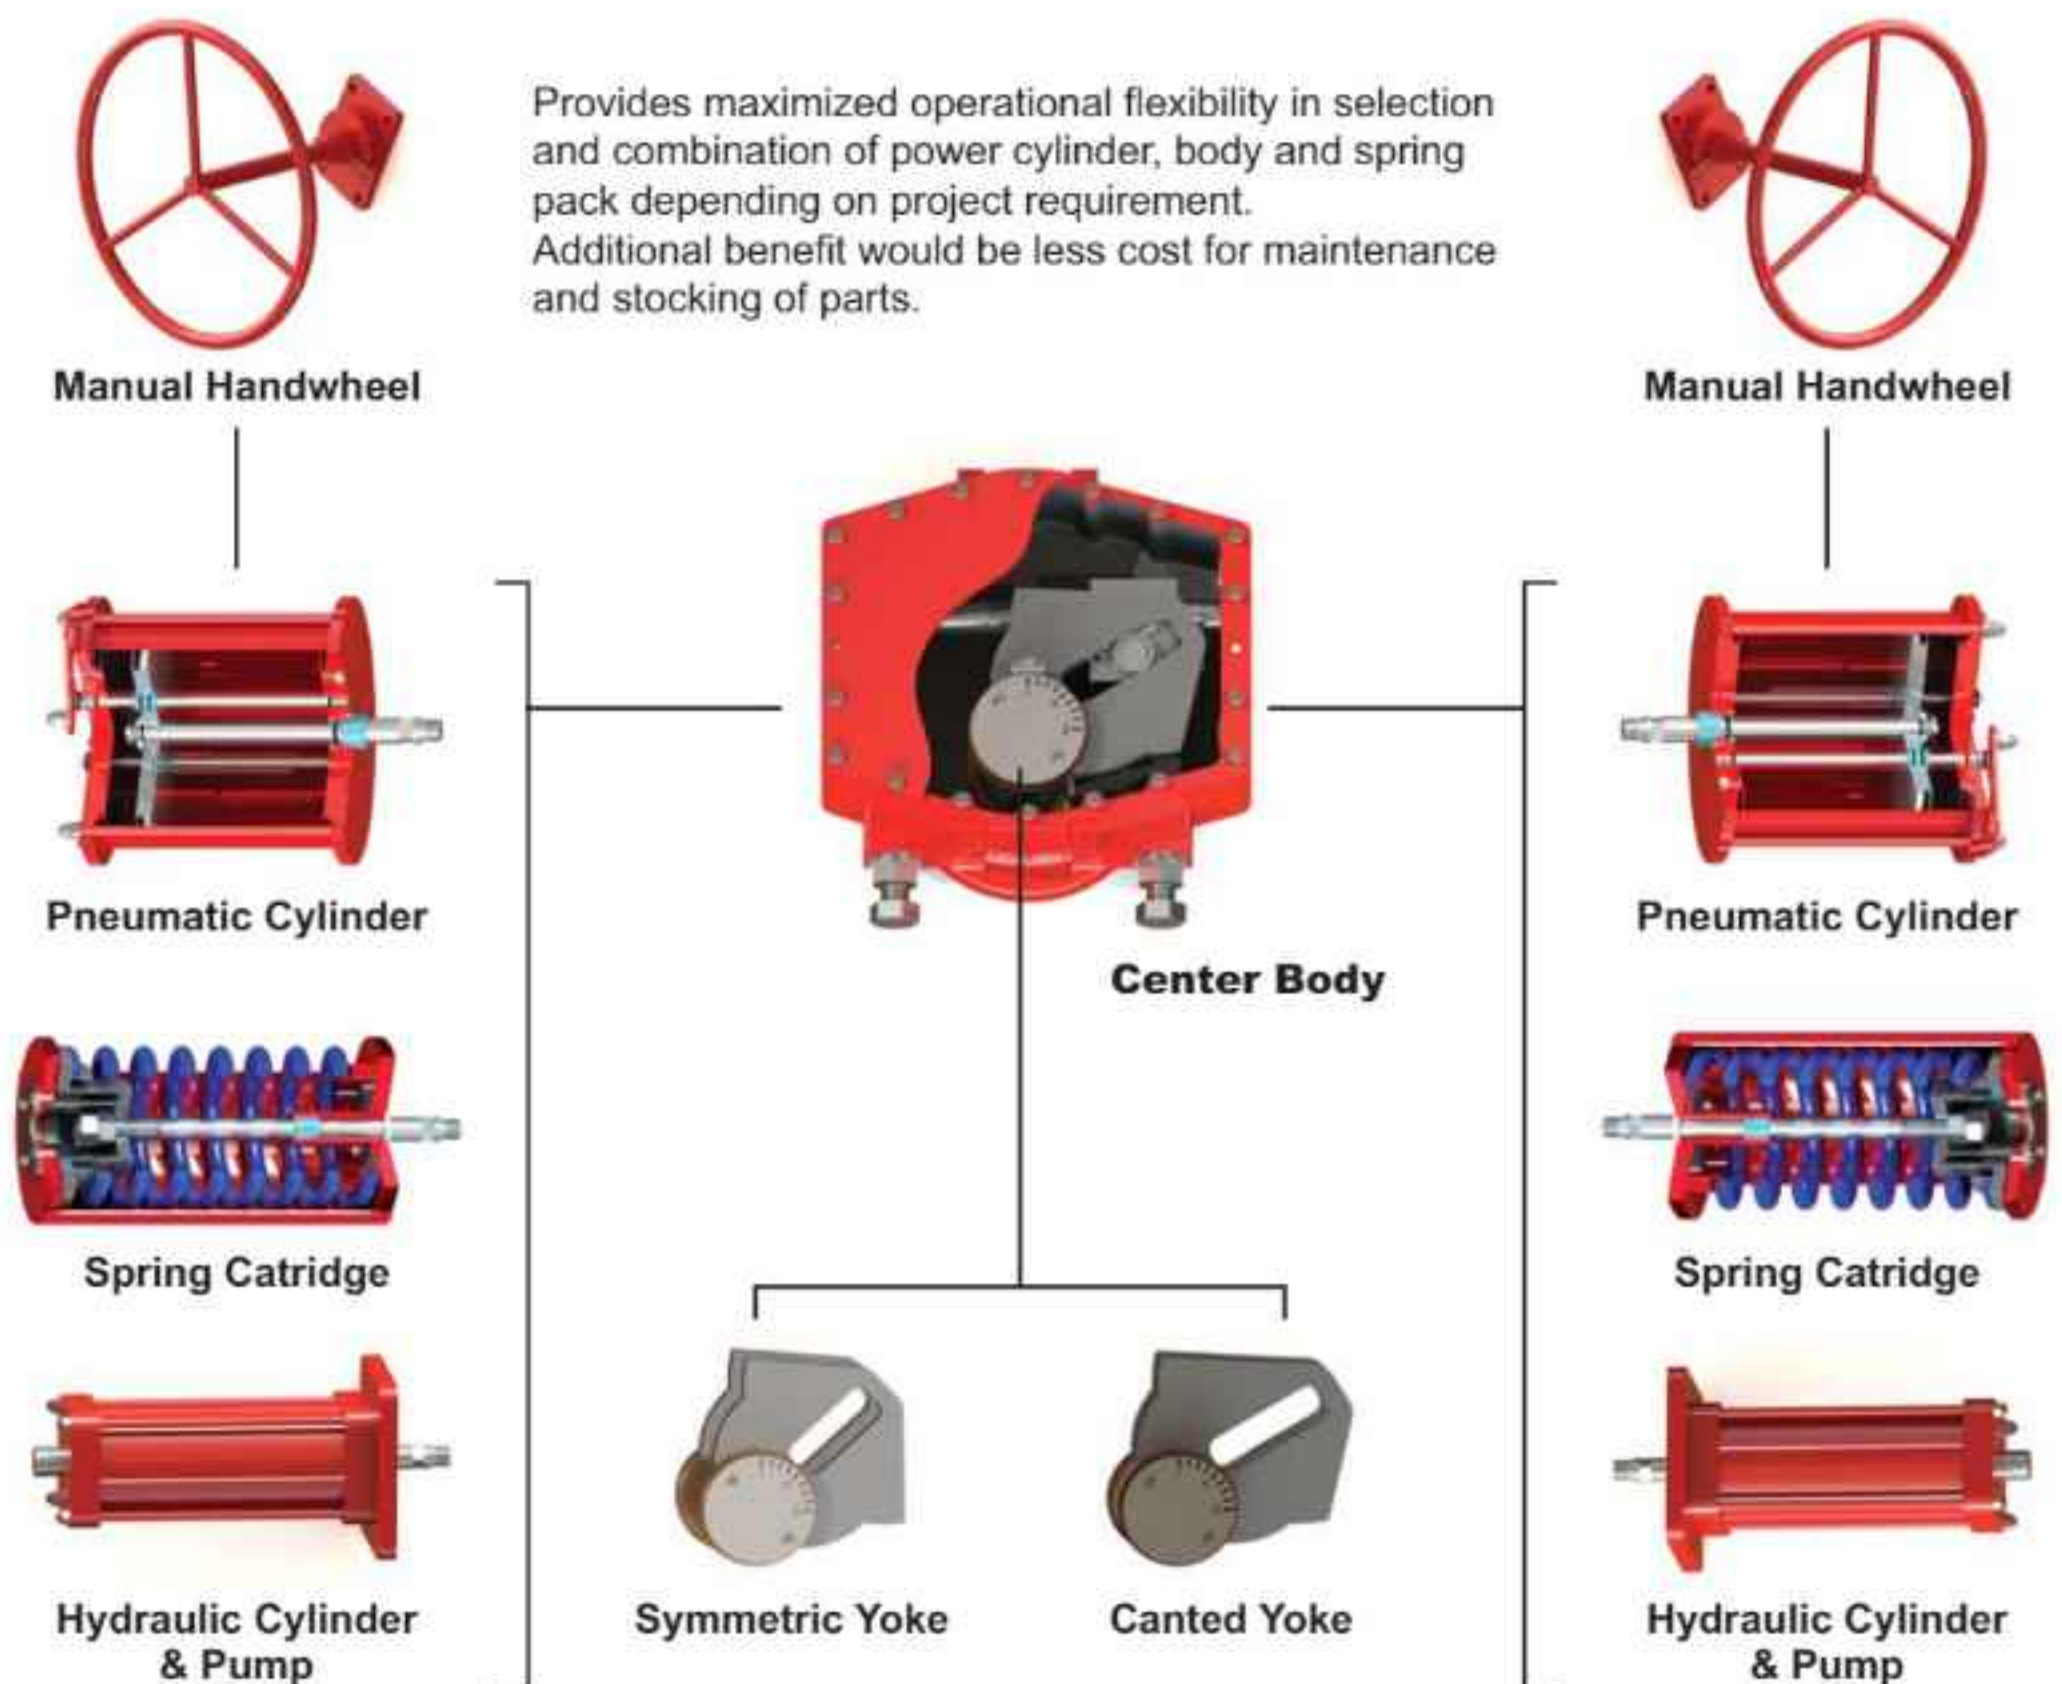 Provides maximized operational flexibility in selection
and combination of power cylinder, body and spring
pack depending on project requirement.
Additional benefit would be less cost for maintenance
and stocking of parts.
Manual Handwheel
Manual Handwheel
Pneumatic Cylinder
Pneumatic Cylinder
Center Body
Spring Catridge
Spring Catridge
Hydraulic Cylinder
& Pump
Symmetric Yoke
Canted Yoke
Hydraulic Cylinder
& Pump